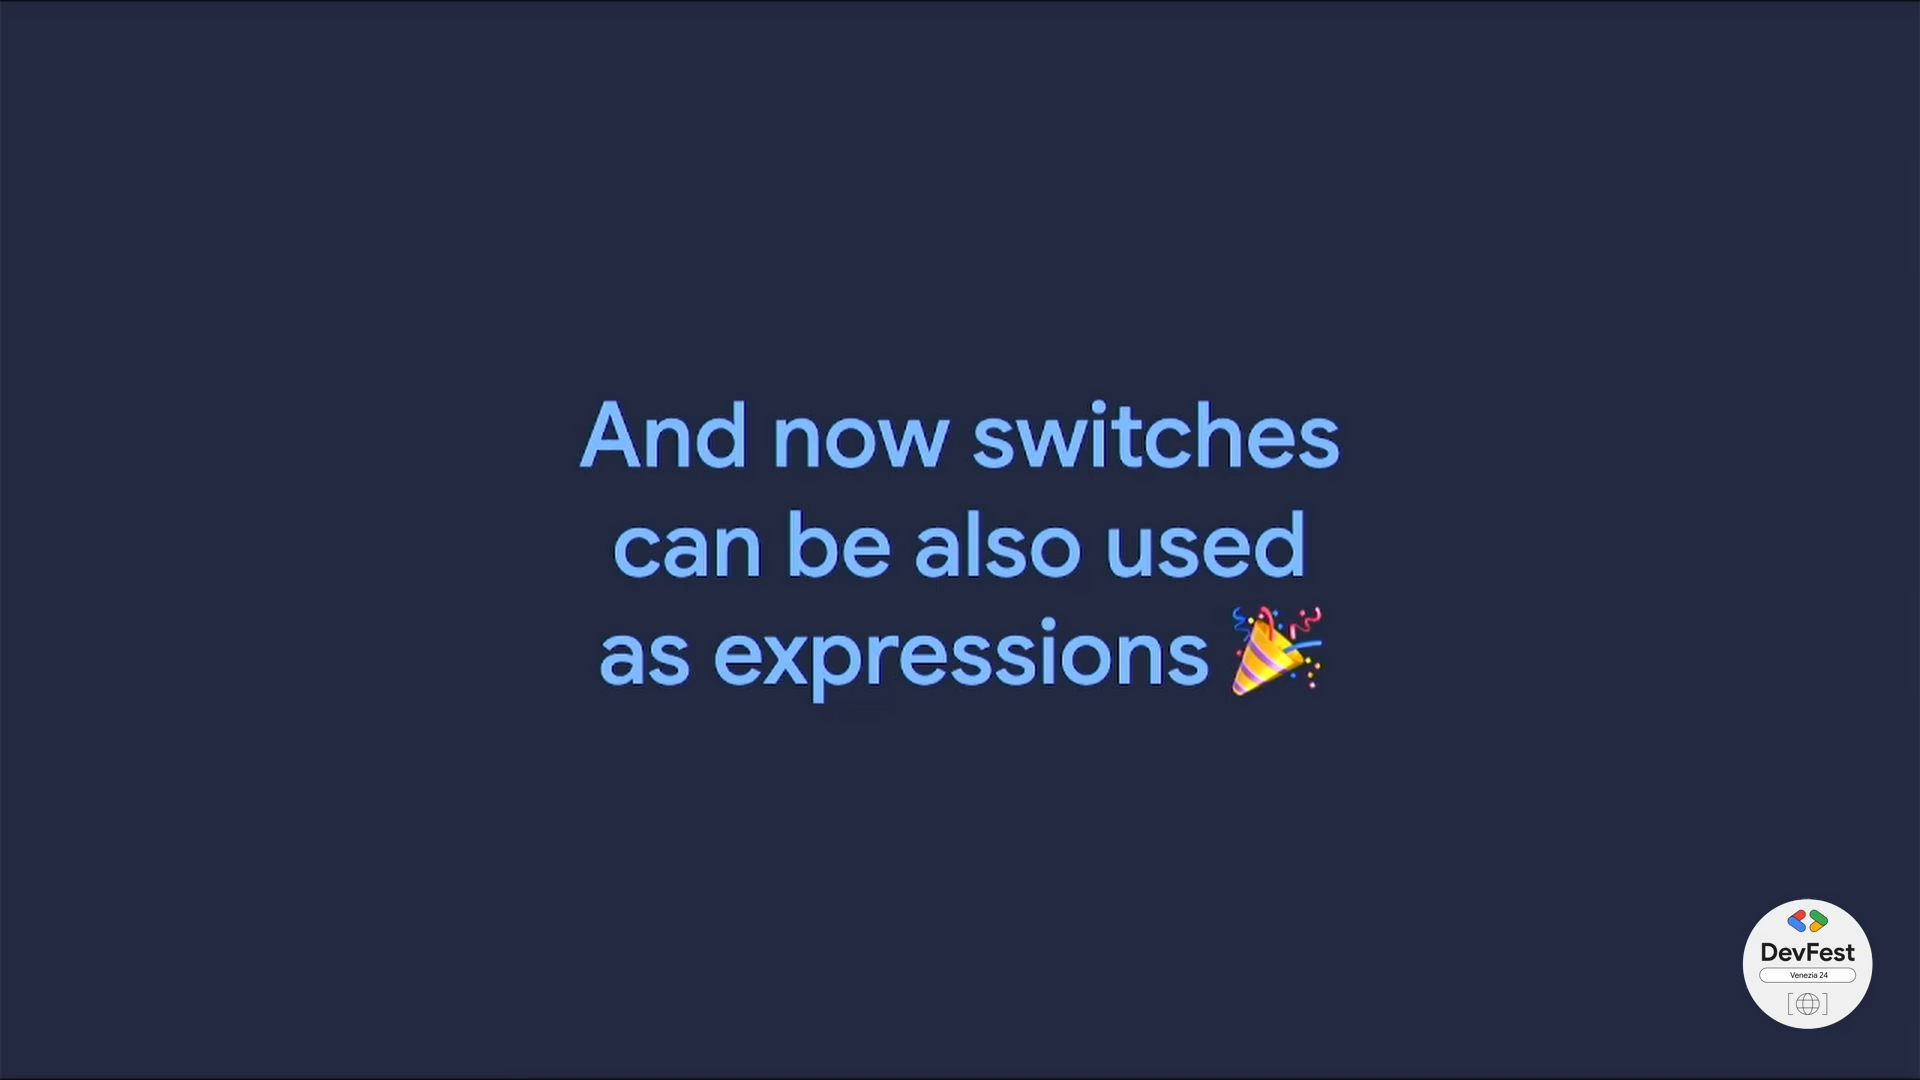 And now switches
can be also used
as expressions 🎉
DevFest
Venezia 24